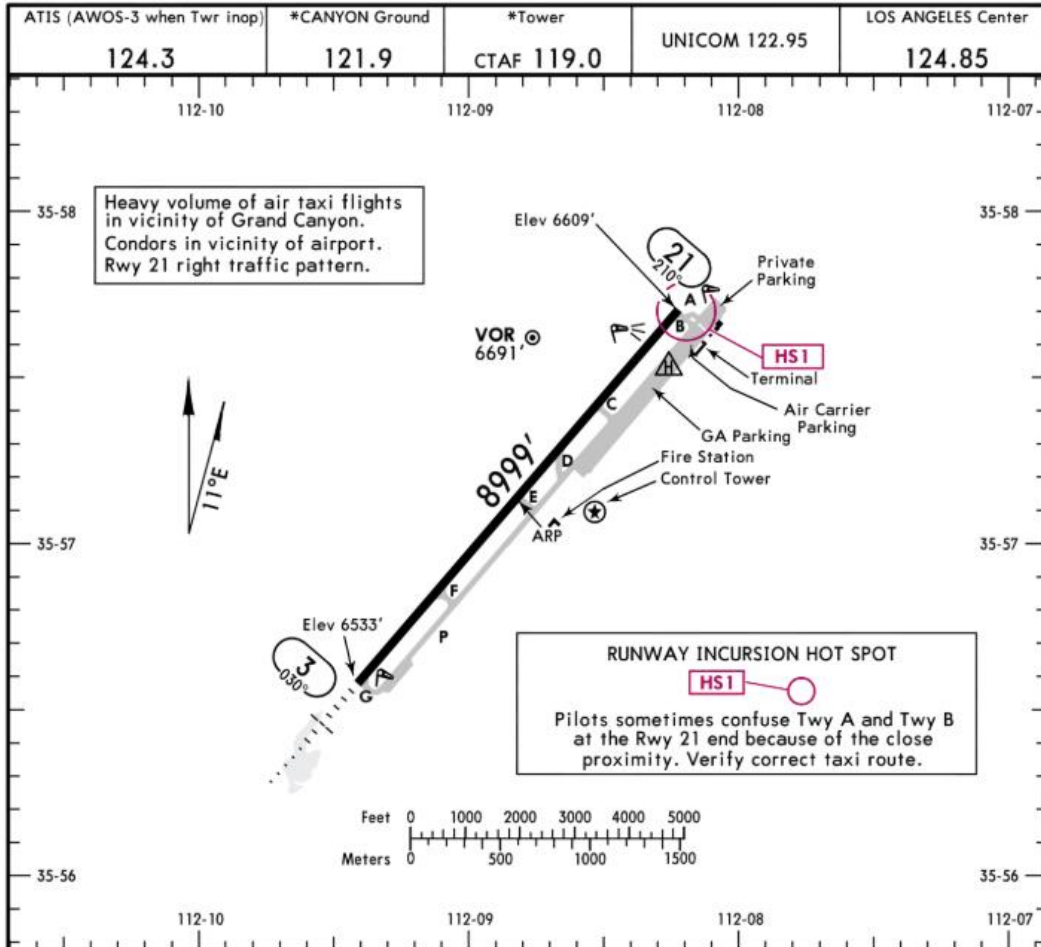 ATIS (AWOS-3 when Twr inop)
124.3
*CANYON Ground
121.9
*Tower
CTAF 119.0
UNICOM 122.95
LOS ANGELES Center
124.85
112-10
112-09
112-08
112-07
35-58
35-58
Heavy volume of air taxi flights
in vicinity of Grand Canyon.
Condors in vicinity of airport.
Rwy 21 right traffic pattern.
Elev 6609'
21
210°
A
Private
Parking
B
VOR
6691'
HS1
H
Terminal
C
Air Carrier
Parking
GA Parking
11°E
8999'
D
Fire Station
Control Tower
E
ARP
35-57
35-57
F
Elev 6533'
P
3
030°
G
RUNWAY INCURSION HOT SPOT
HS1
Pilots sometimes confuse Twy A and Twy B
at the Rwy 21 end because of the close
proximity. Verify correct taxi route.
Feet 0 1000 2000 3000 4000 5000
Meters 0 500 1000 1500
35-56
35-56
112-10
112-09
112-08
112-07